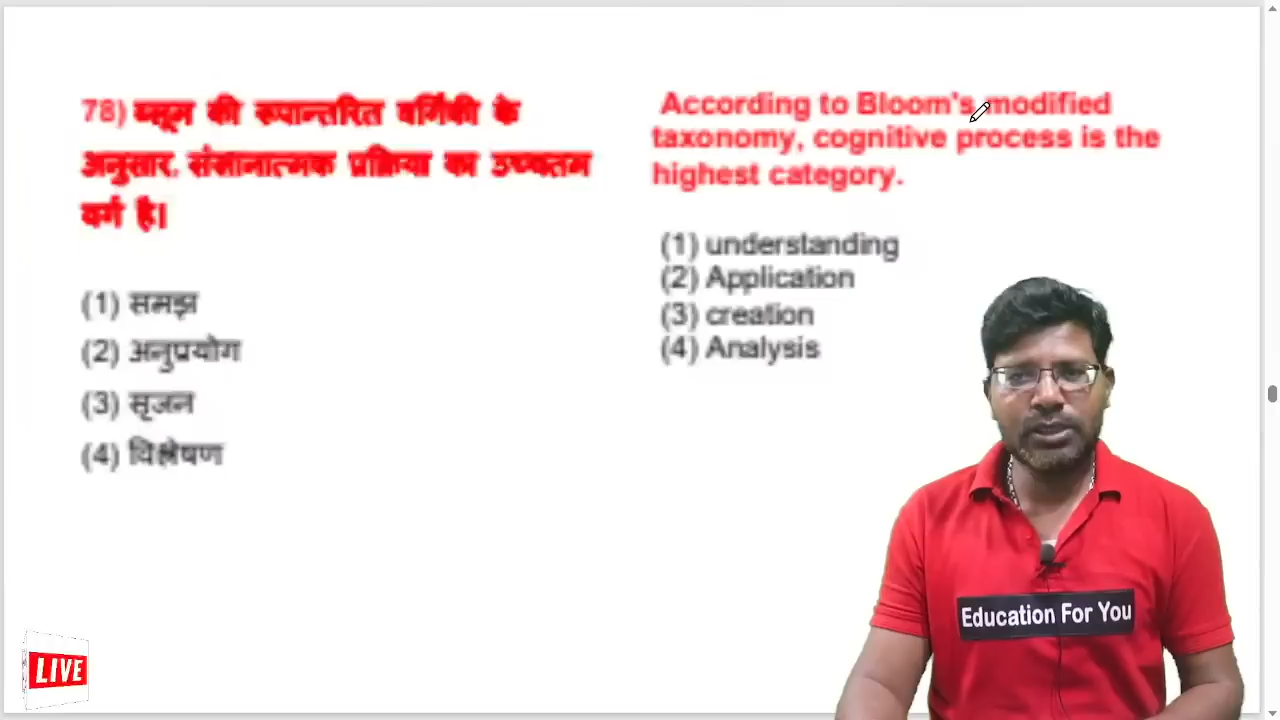 78) ब्लूम की रूपान्तरित वर्गिकी के
अनुसार, संज्ञानात्मक प्रक्रिया का उच्चतम
वर्ग है।
(1) समझ
(2) अनुप्रयोग
(3) सृजन
(4) विश्लेषण
According to Bloom's modified
taxonomy, cognitive process is the
highest category.
(1) understanding
(2) Application
(3) creation
(4) Analysis
Education For You
LIVE